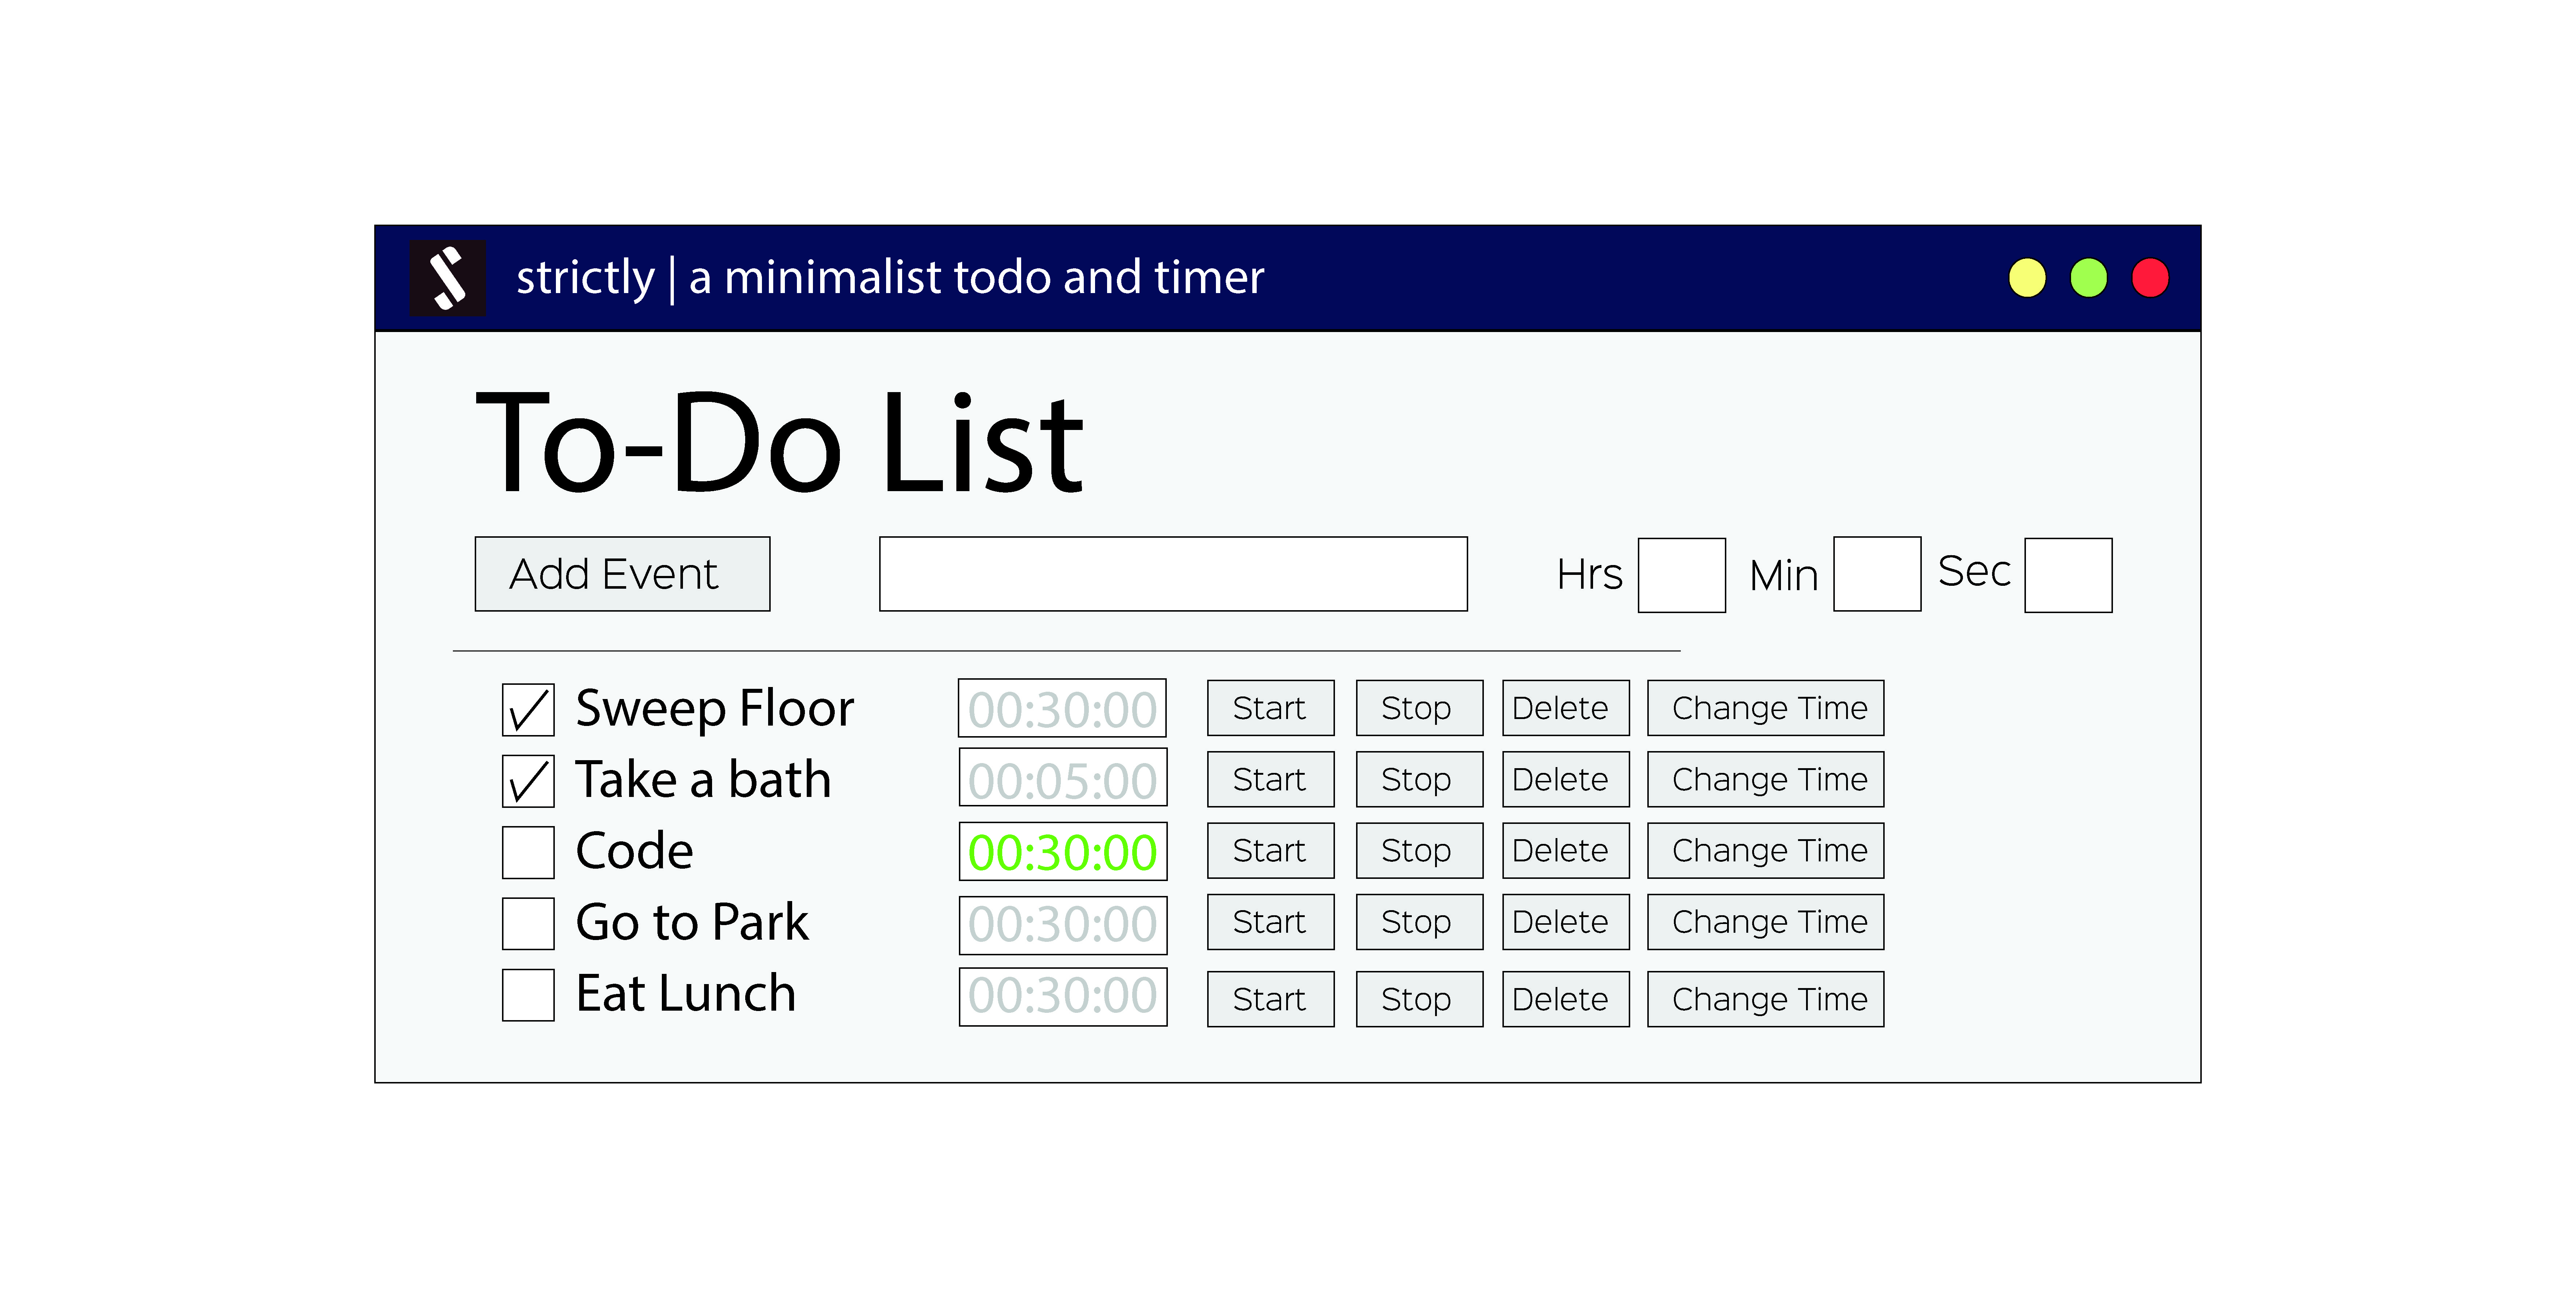 strictly | a minimalist todo and timer
To-Do List
Add Event Hrs Min Sec
Sweep Floor 00:30:00 Start Stop Delete Change Time
Take a bath 00:05:00 Start Stop Delete Change Time
Code 00:30:00 Start Stop Delete Change Time
Go to Park 00:30:00 Start Stop Delete Change Time
Eat Lunch 00:30:00 Start Stop Delete Change Time